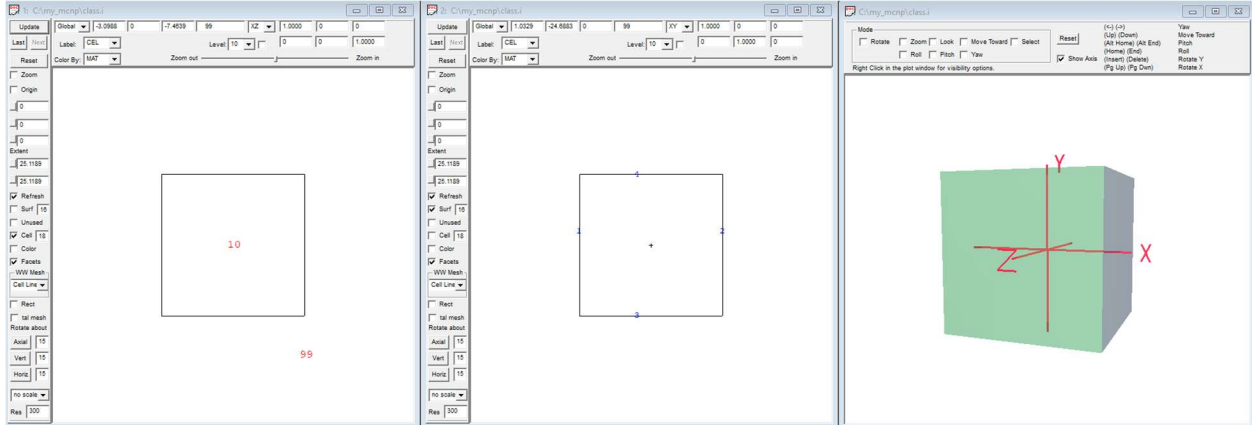 1: C:\my_mcnp\class.i
Update
Global
-3.0988
0
-7.4639
99
XZ
1.0000
0
0
Last
Next
Label:
CEL
Level:
10
0
0
1.0000
Reset
Color By:
MAT
Zoom out
Zoom in
Zoom
Origin
0
0
0
Extent
25.1189
25.1189
Refresh
Surf
16
Unused
Cell
18
Color
Facets
WW Mesh
Cell Line
Rect
tal mesh
Rotate about
Axial
15
Vert
15
Horiz
15
no scale
Res
300
10
99
2: C:\my_mcnp\class.i
Update
Global
1.0329
-24.6883
0
99
XY
1.0000
0
0
Last
Next
Label:
CEL
Level:
10
0
1.0000
0
Reset
Color By:
MAT
Zoom out
Zoom in
Zoom
Origin
0
0
0
Extent
25.1189
25.1189
Refresh
Surf
16
Unused
Cell
18
Color
Facets
WW Mesh
Cell Line
Rect
tal mesh
Rotate about
Axial
15
Vert
15
Horiz
15
no scale
Res
300
4
1
2
3
C:\my_mcnp\class.i
Mode
Rotate
Zoom
Look
Move Toward
Select
Roll
Pitch
Yaw
Right Click in the plot window for visibility options.
Reset
Show Axis
(<-) (->) Yaw
(Up) (Down) Move Toward
(Alt Home) (Alt End) Pitch
(Home) (End) Roll
(Insert) (Delete) Rotate Y
(Pg Up) (Pg Dwn) Rotate X
Y
Z
X